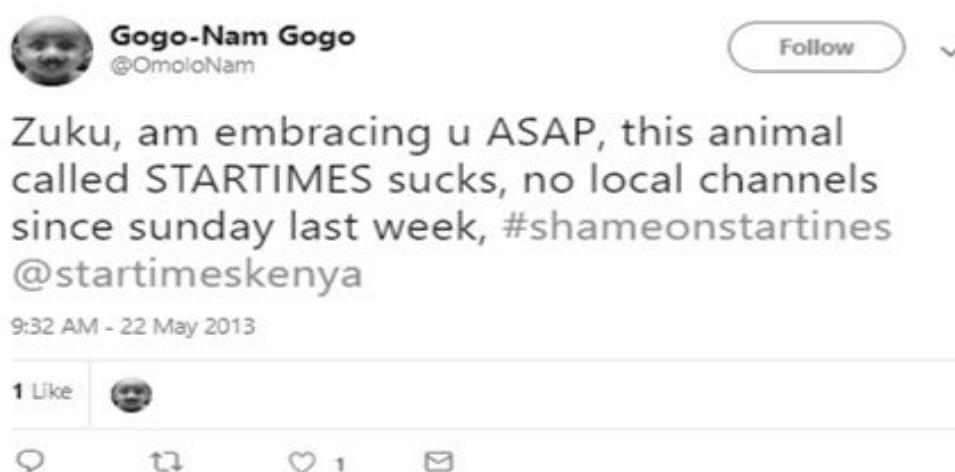 Gogo-Nam Gogo
@OmoloNam
Follow
Zuku, am embracing u ASAP, this animal
called STARTIMES sucks, no local channels
since sunday last week, #shameonstartines
@startimeskenya
9:32 AM - 22 May 2013
1 Like
1